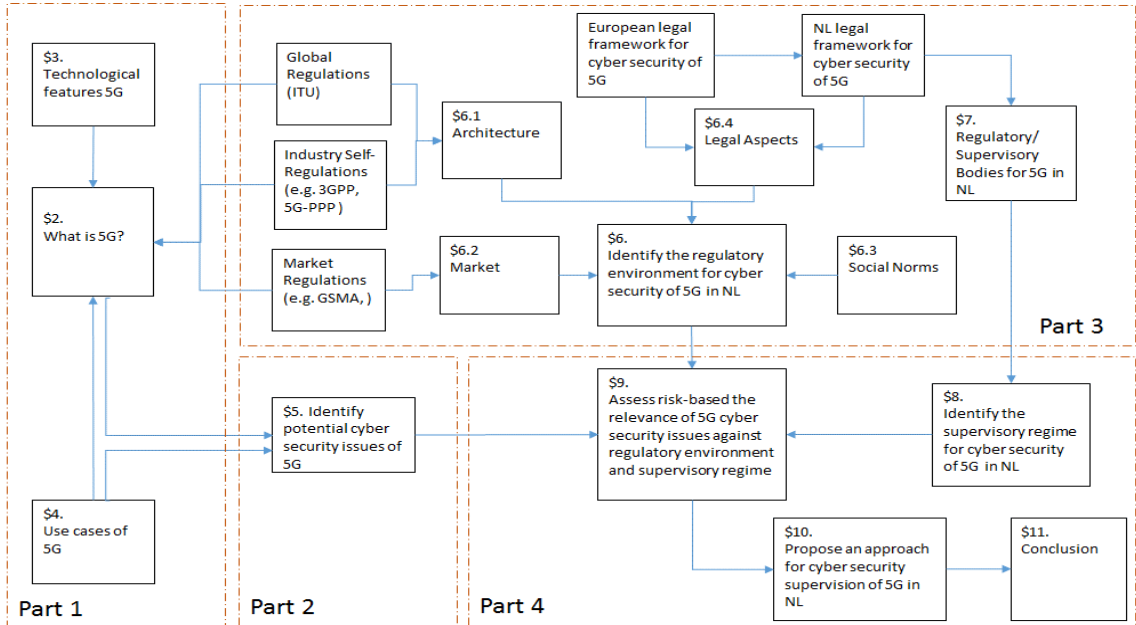 $3.
Technological
features 5G
$2.
What is 5G?
$4.
Use cases of
5G
Part 1
Global
Regulations
(ITU)
Industry Self-
Regulations
(e.g. 3GPP,
5G-PPP )
Market
Regulations
(e.g. GSMA, )
$6.1
Architecture
$6.2
Market
European legal
framework for
cyber security of
5G
NL legal
framework for
cyber security
of 5G
$6.4
Legal Aspects
$7.
Regulatory/
Supervisory
Bodies for 5G in
NL
$6.
Identify the regulatory
environment for cyber
security of 5G in NL
$6.3
Social Norms
Part 3
$5. Identify
potential cyber
security issues of
5G
Part 2
$9.
Assess risk-based the
relevance of 5G cyber
security issues against
regulatory environment
and supervisory regime
$8.
Identify the
supervisory regime
for cyber security of
5G in NL
$10.
Propose an approach
for cyber security
supervision of 5G in
NL
$11.
Conclusion
Part 4